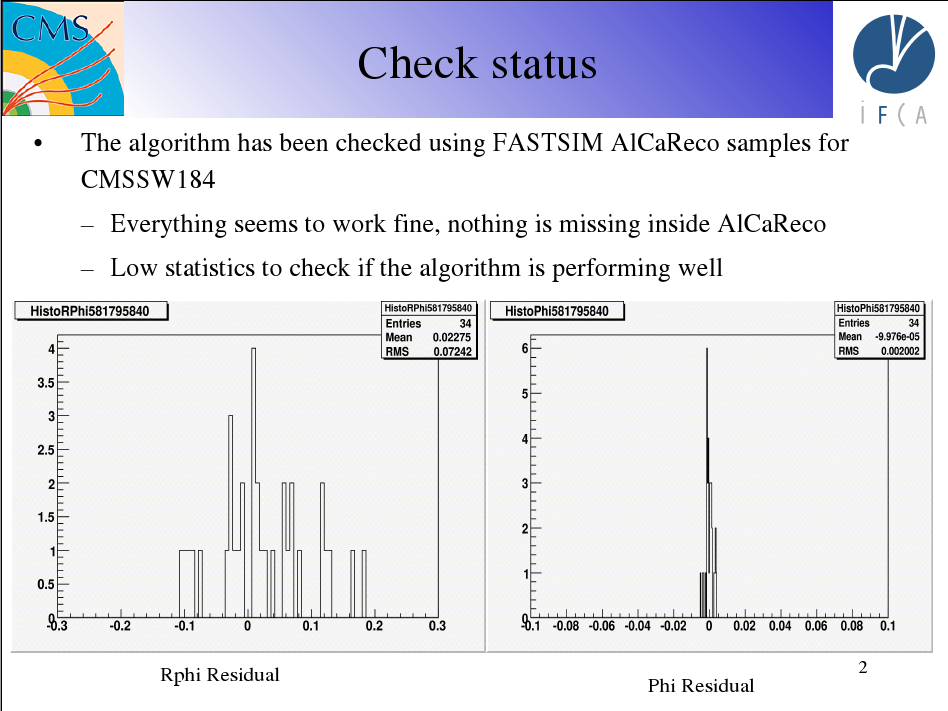 CMS
Check status
i F C A
• The algorithm has been checked using FASTSIM AlCaReco samples for
CMSSW184
– Everything seems to work fine, nothing is missing inside AlCaReco
– Low statistics to check if the algorithm is performing well
HistoRPhi581795840
HistoRPhi581795840
Entries 34
Mean 0.02275
RMS 0.07242
4
3.5
3
2.5
2
1.5
1
0.5
0
-0.3 -0.2 -0.1 0 0.1 0.2 0.3
Rphi Residual
HistoPhi581795840
HistoPhi581795840
Entries 34
Mean -9.976e-05
RMS 0.002002
6
5
4
3
2
1
0
-0.1 -0.08 -0.06 -0.04 -0.02 0 0.02 0.04 0.06 0.08 0.1
Phi Residual
2